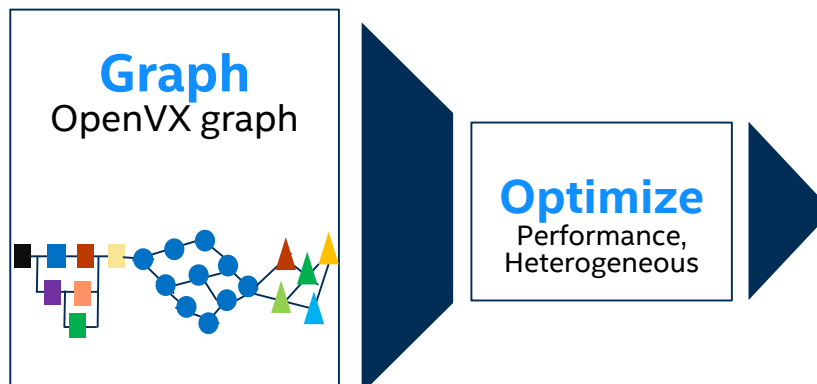 Graph
OpenVX graph
Optimize
Performance,
Heterogeneous